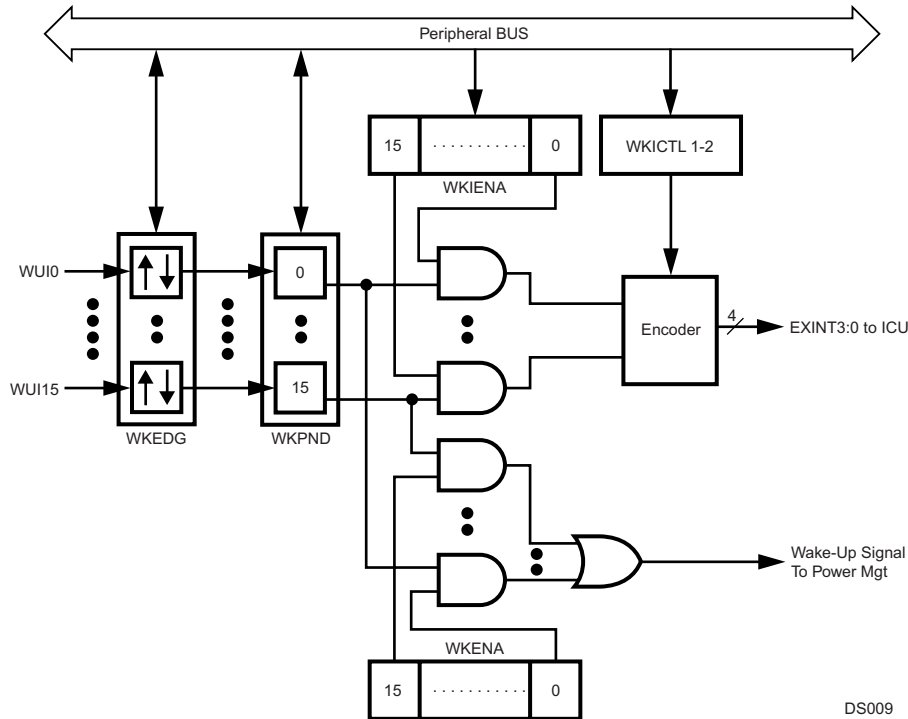 Peripheral BUS
15 ........... 0
WKICTL 1-2
WKIENA
WUI0
0
4
Encoder
EXINT3:0 to ICU
WUI15
15
WKEDG
WKPND
Wake-Up Signal
To Power Mgt
WKENA
15 ........... 0
DS009